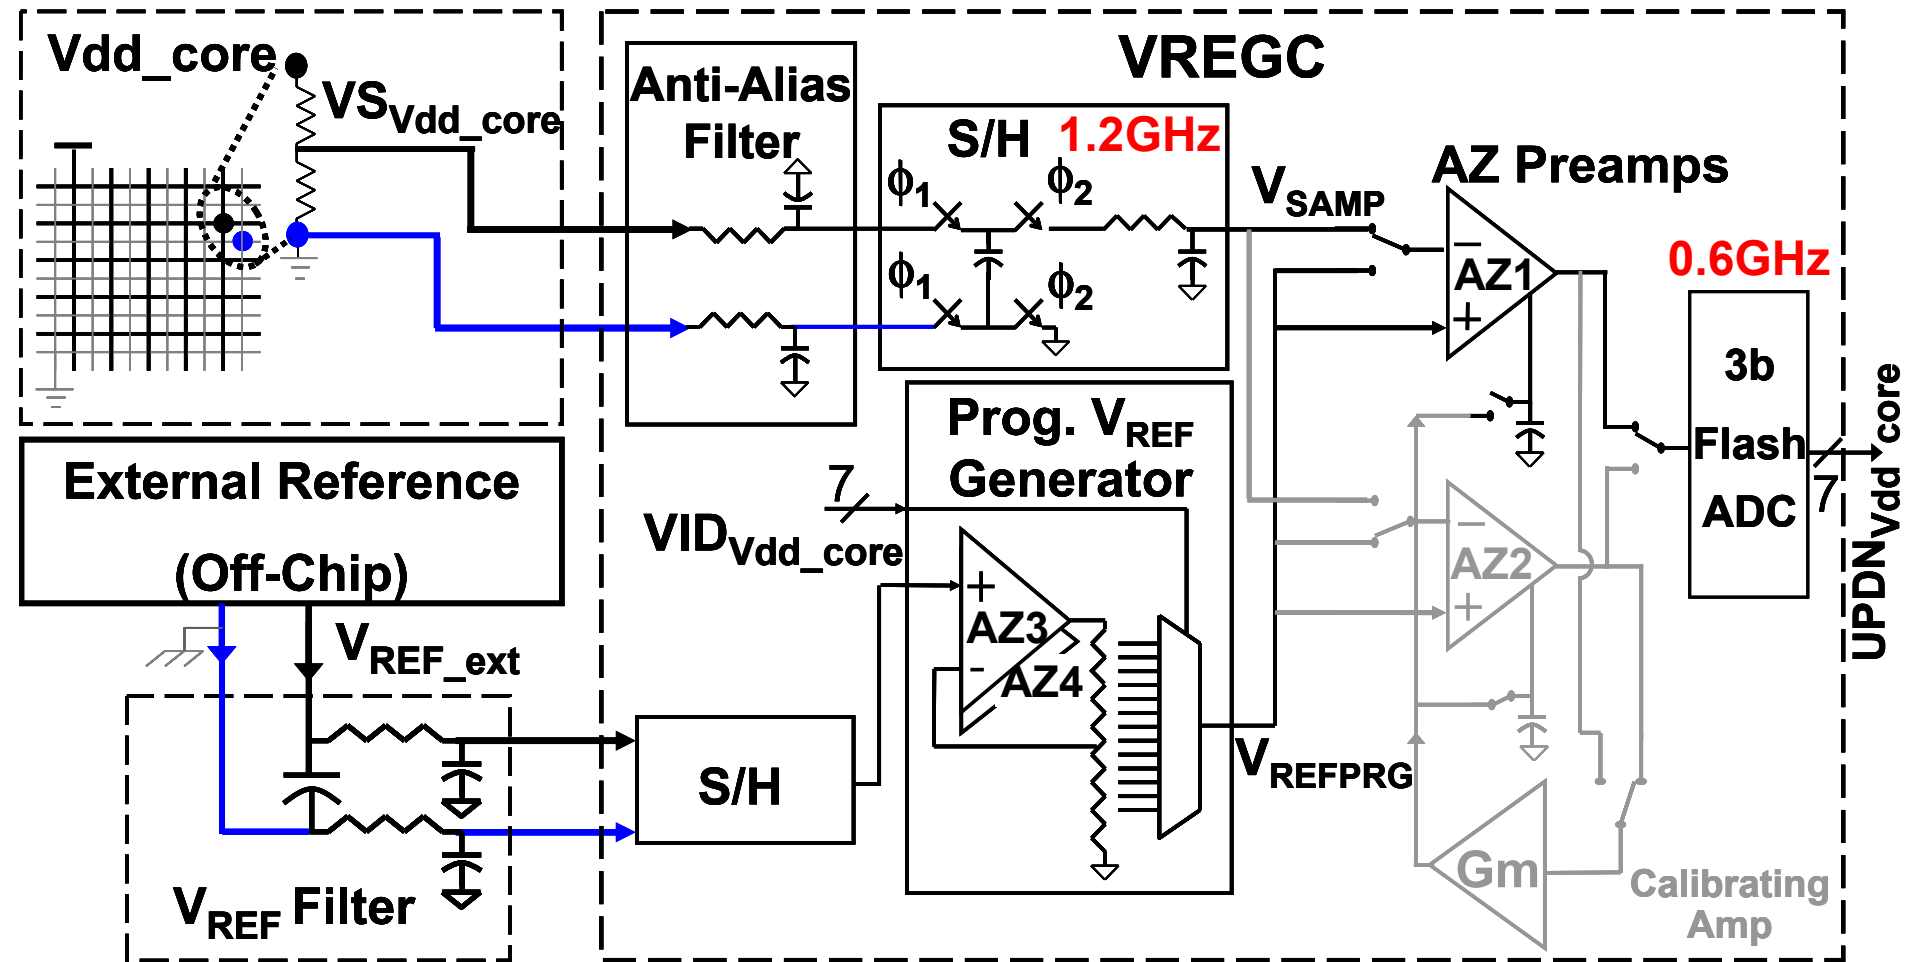 Vdd_core
VSVdd_core
VREGC
Anti-Alias
Filter
S/H 1.2GHz
ϕ1
ϕ2
ϕ1
ϕ2
VSAMP
AZ Preamps
−
AZ1
+
0.6GHz
3b
Flash
ADC
7
UPDNVdd_core
External Reference
(Off-Chip)
VREF_ext
VREF Filter
S/H
Prog. VREF
Generator
7
VIDVdd_core
+
AZ3
-
AZ4
VREFPRG
−
AZ2
+
Gm
Calibrating
Amp